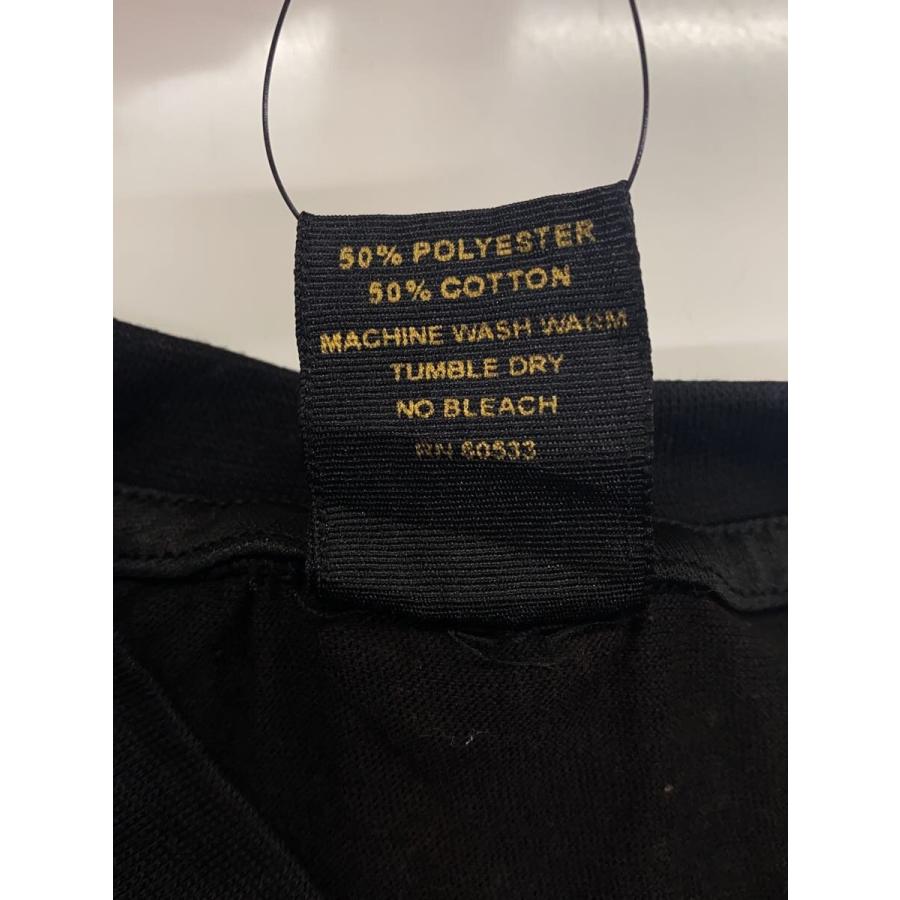 50% POLYESTER
50% COTTON
MACHINE WASH WARM
TUMBLE DRY
NO BLEACH
RN 60533